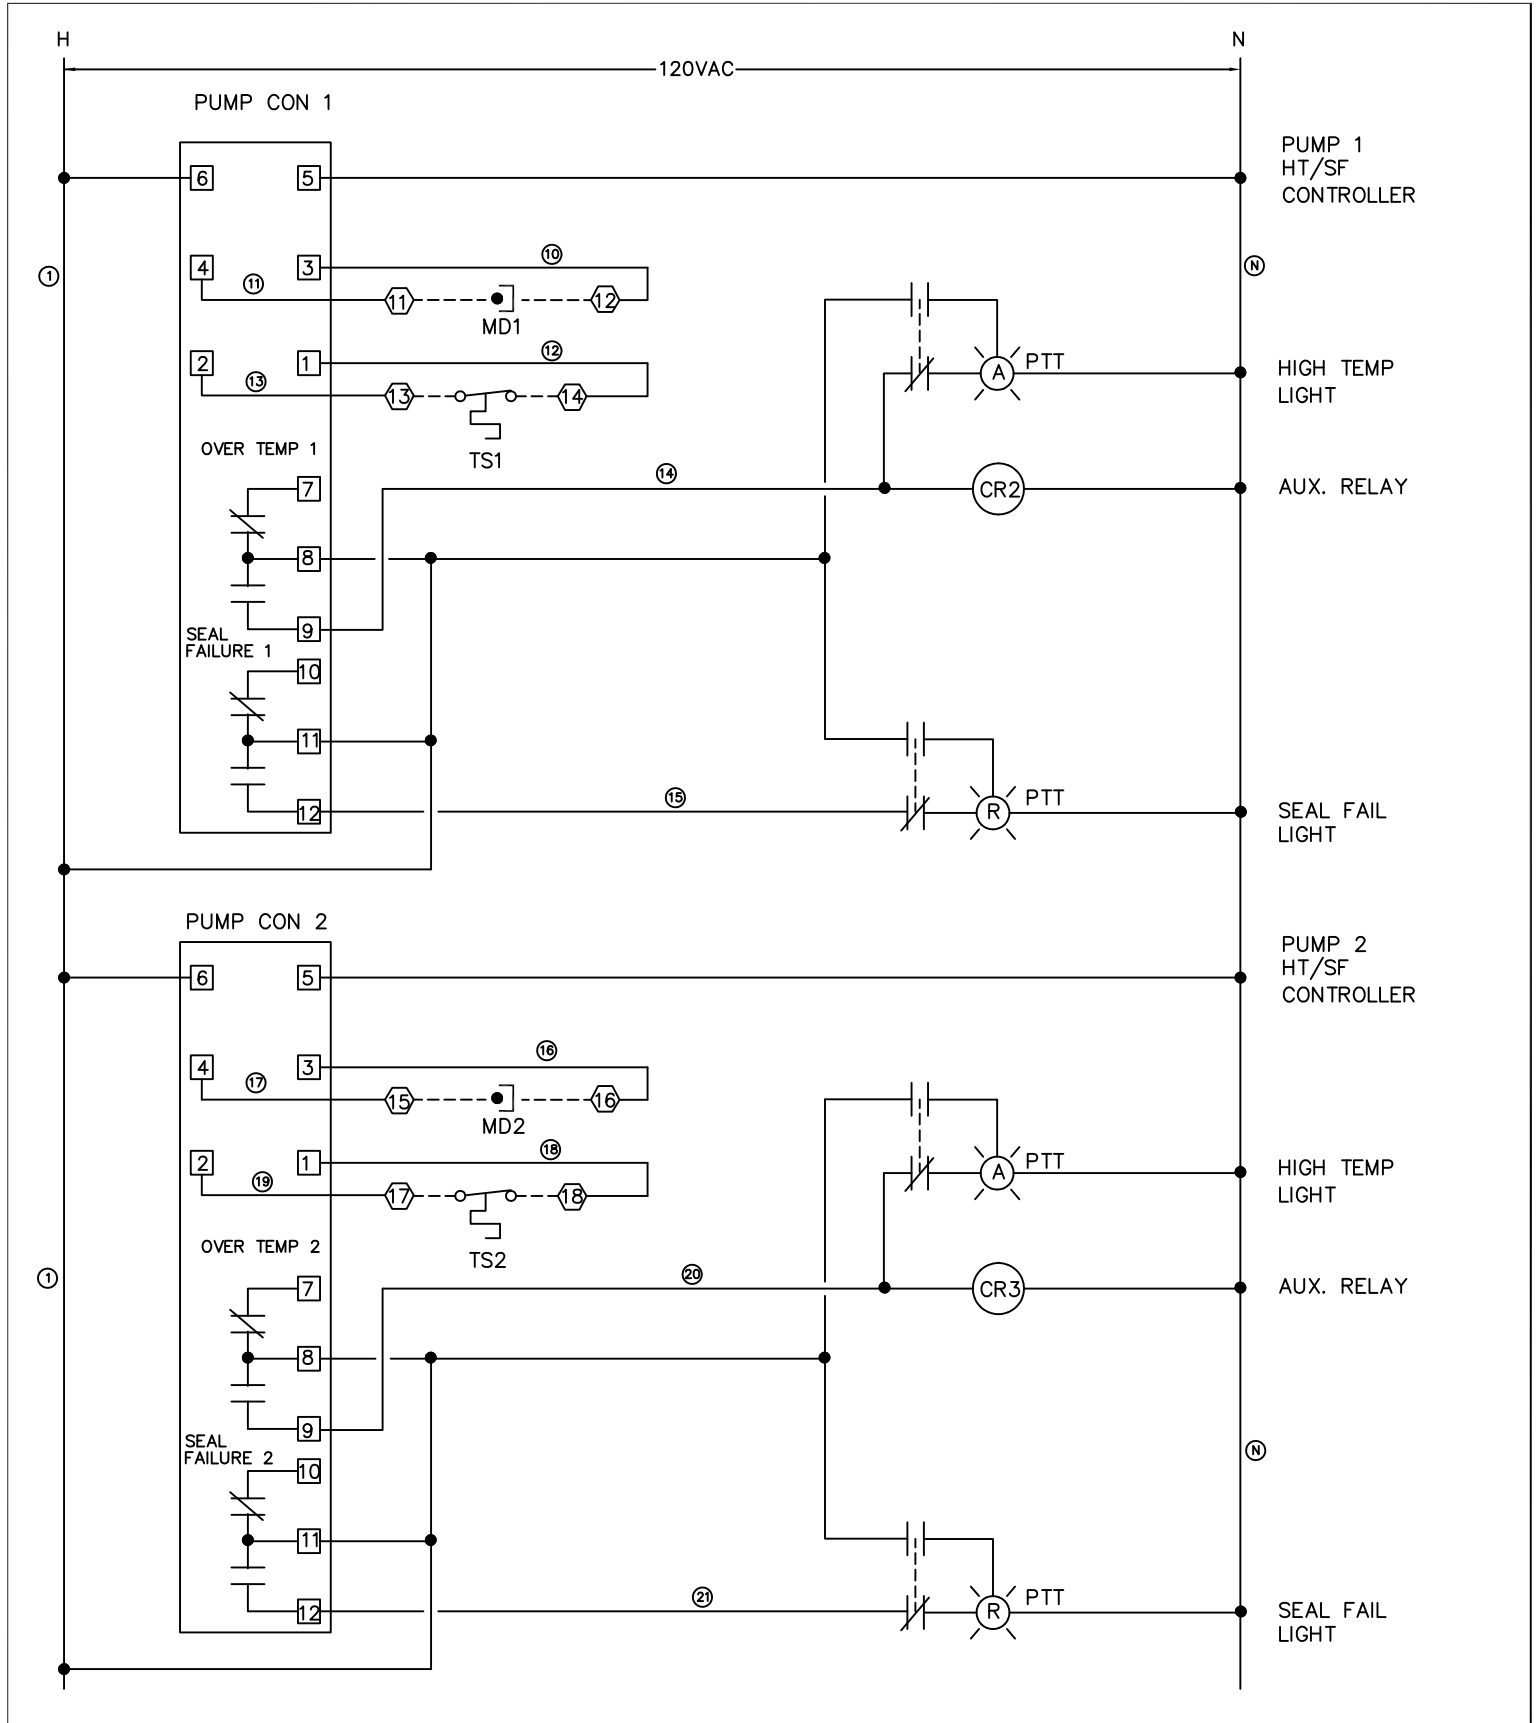 H
N
120VAC
PUMP CON 1
6
5
PUMP 1
HT/SF
CONTROLLER
1
N
4
3
10
11
11
12
MD1
2
1
12
13
13
14
TS1
A
PTT
HIGH TEMP
LIGHT
OVER TEMP 1
7
14
CR2
AUX. RELAY
8
9
SEAL
FAILURE 1
10
11
12
15
R
PTT
SEAL FAIL
LIGHT
PUMP CON 2
6
5
PUMP 2
HT/SF
CONTROLLER
4
3
16
17
15
16
MD2
2
1
18
19
17
18
TS2
A
PTT
HIGH TEMP
LIGHT
OVER TEMP 2
1
7
20
CR3
AUX. RELAY
8
9
SEAL
FAILURE 2
10
N
11
12
21
R
PTT
SEAL FAIL
LIGHT